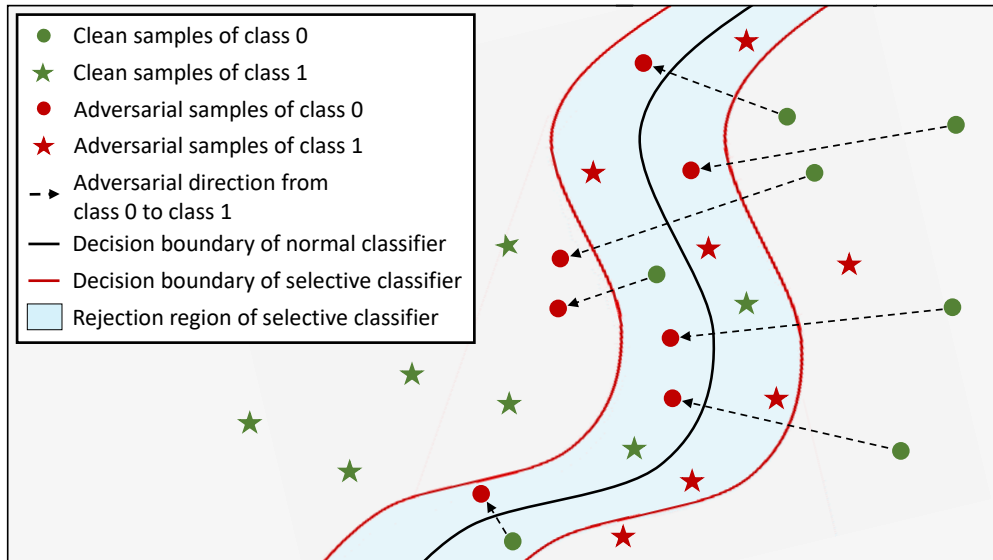 Clean samples of class 0
Clean samples of class 1
Adversarial samples of class 0
Adversarial samples of class 1
Adversarial direction from
class 0 to class 1
Decision boundary of normal classifier
Decision boundary of selective classifier
Rejection region of selective classifier